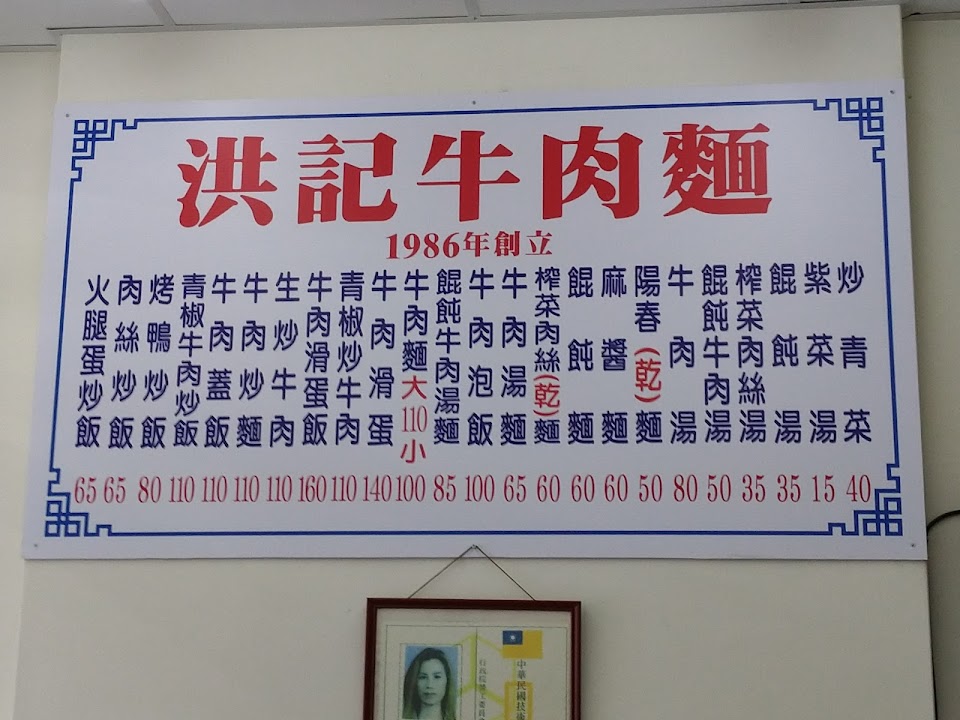 洪記牛肉麵
1986年創立
炒青菜 40
紫菜湯 15
餛飩湯 35
榨菜肉絲湯 35
餛飩牛肉湯 50
牛肉湯 80
陽春(乾)麵 50
麻醬麵 60
餛飩麵 60
榨菜肉絲(乾)麵 60
牛肉湯麵 65
牛肉泡飯 100
餛飩牛肉湯麵 85
牛肉麵大110小 100
牛肉滑蛋 140
青椒炒牛肉 110
牛肉滑蛋飯 160
生炒牛肉 110
牛肉炒麵 110
牛肉蓋飯 110
青椒牛肉炒飯 110
烤鴨炒飯 80
肉絲炒飯 65
火腿蛋炒飯 65
中華民國技術